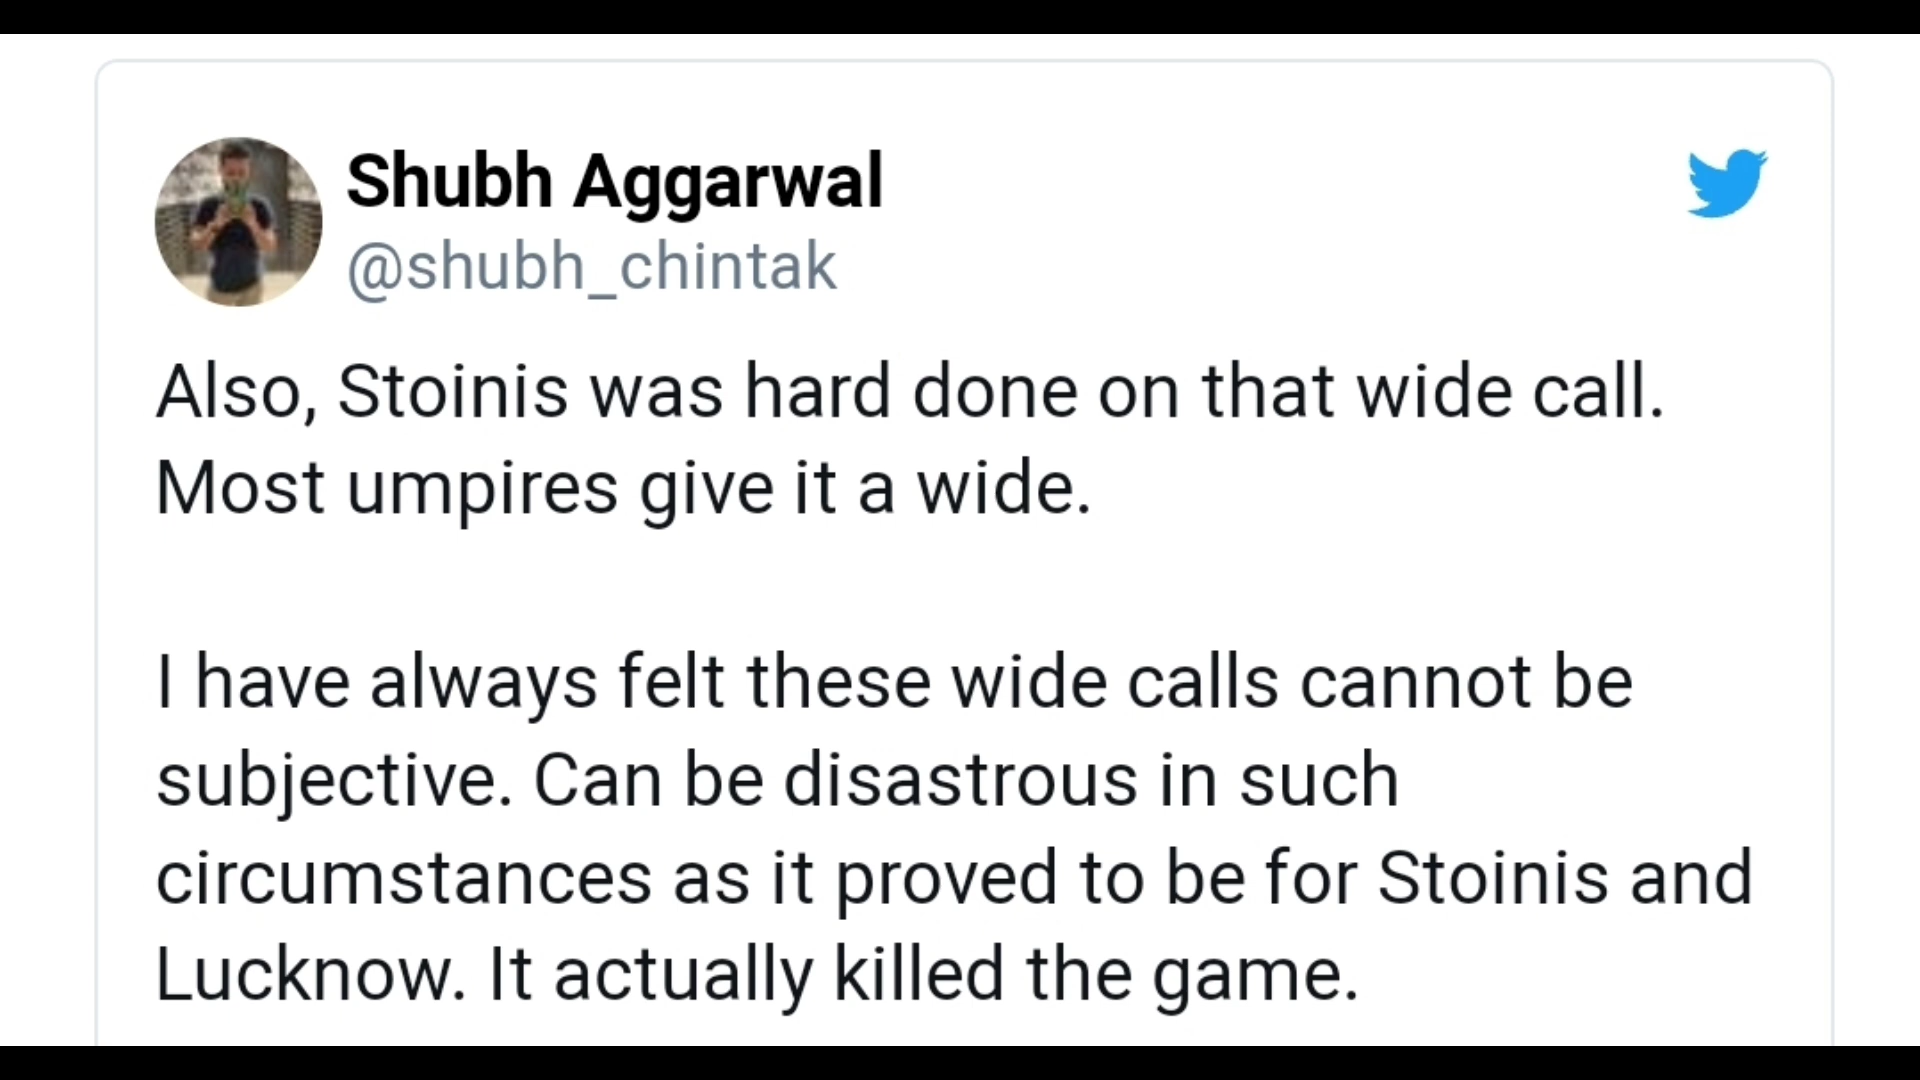 Shubh Aggarwal
@shubh_chintak
Also, Stoinis was hard done on that wide call.
Most umpires give it a wide.
I have always felt these wide calls cannot be
subjective. Can be disastrous in such
circumstances as it proved to be for Stoinis and
Lucknow. It actually killed the game.